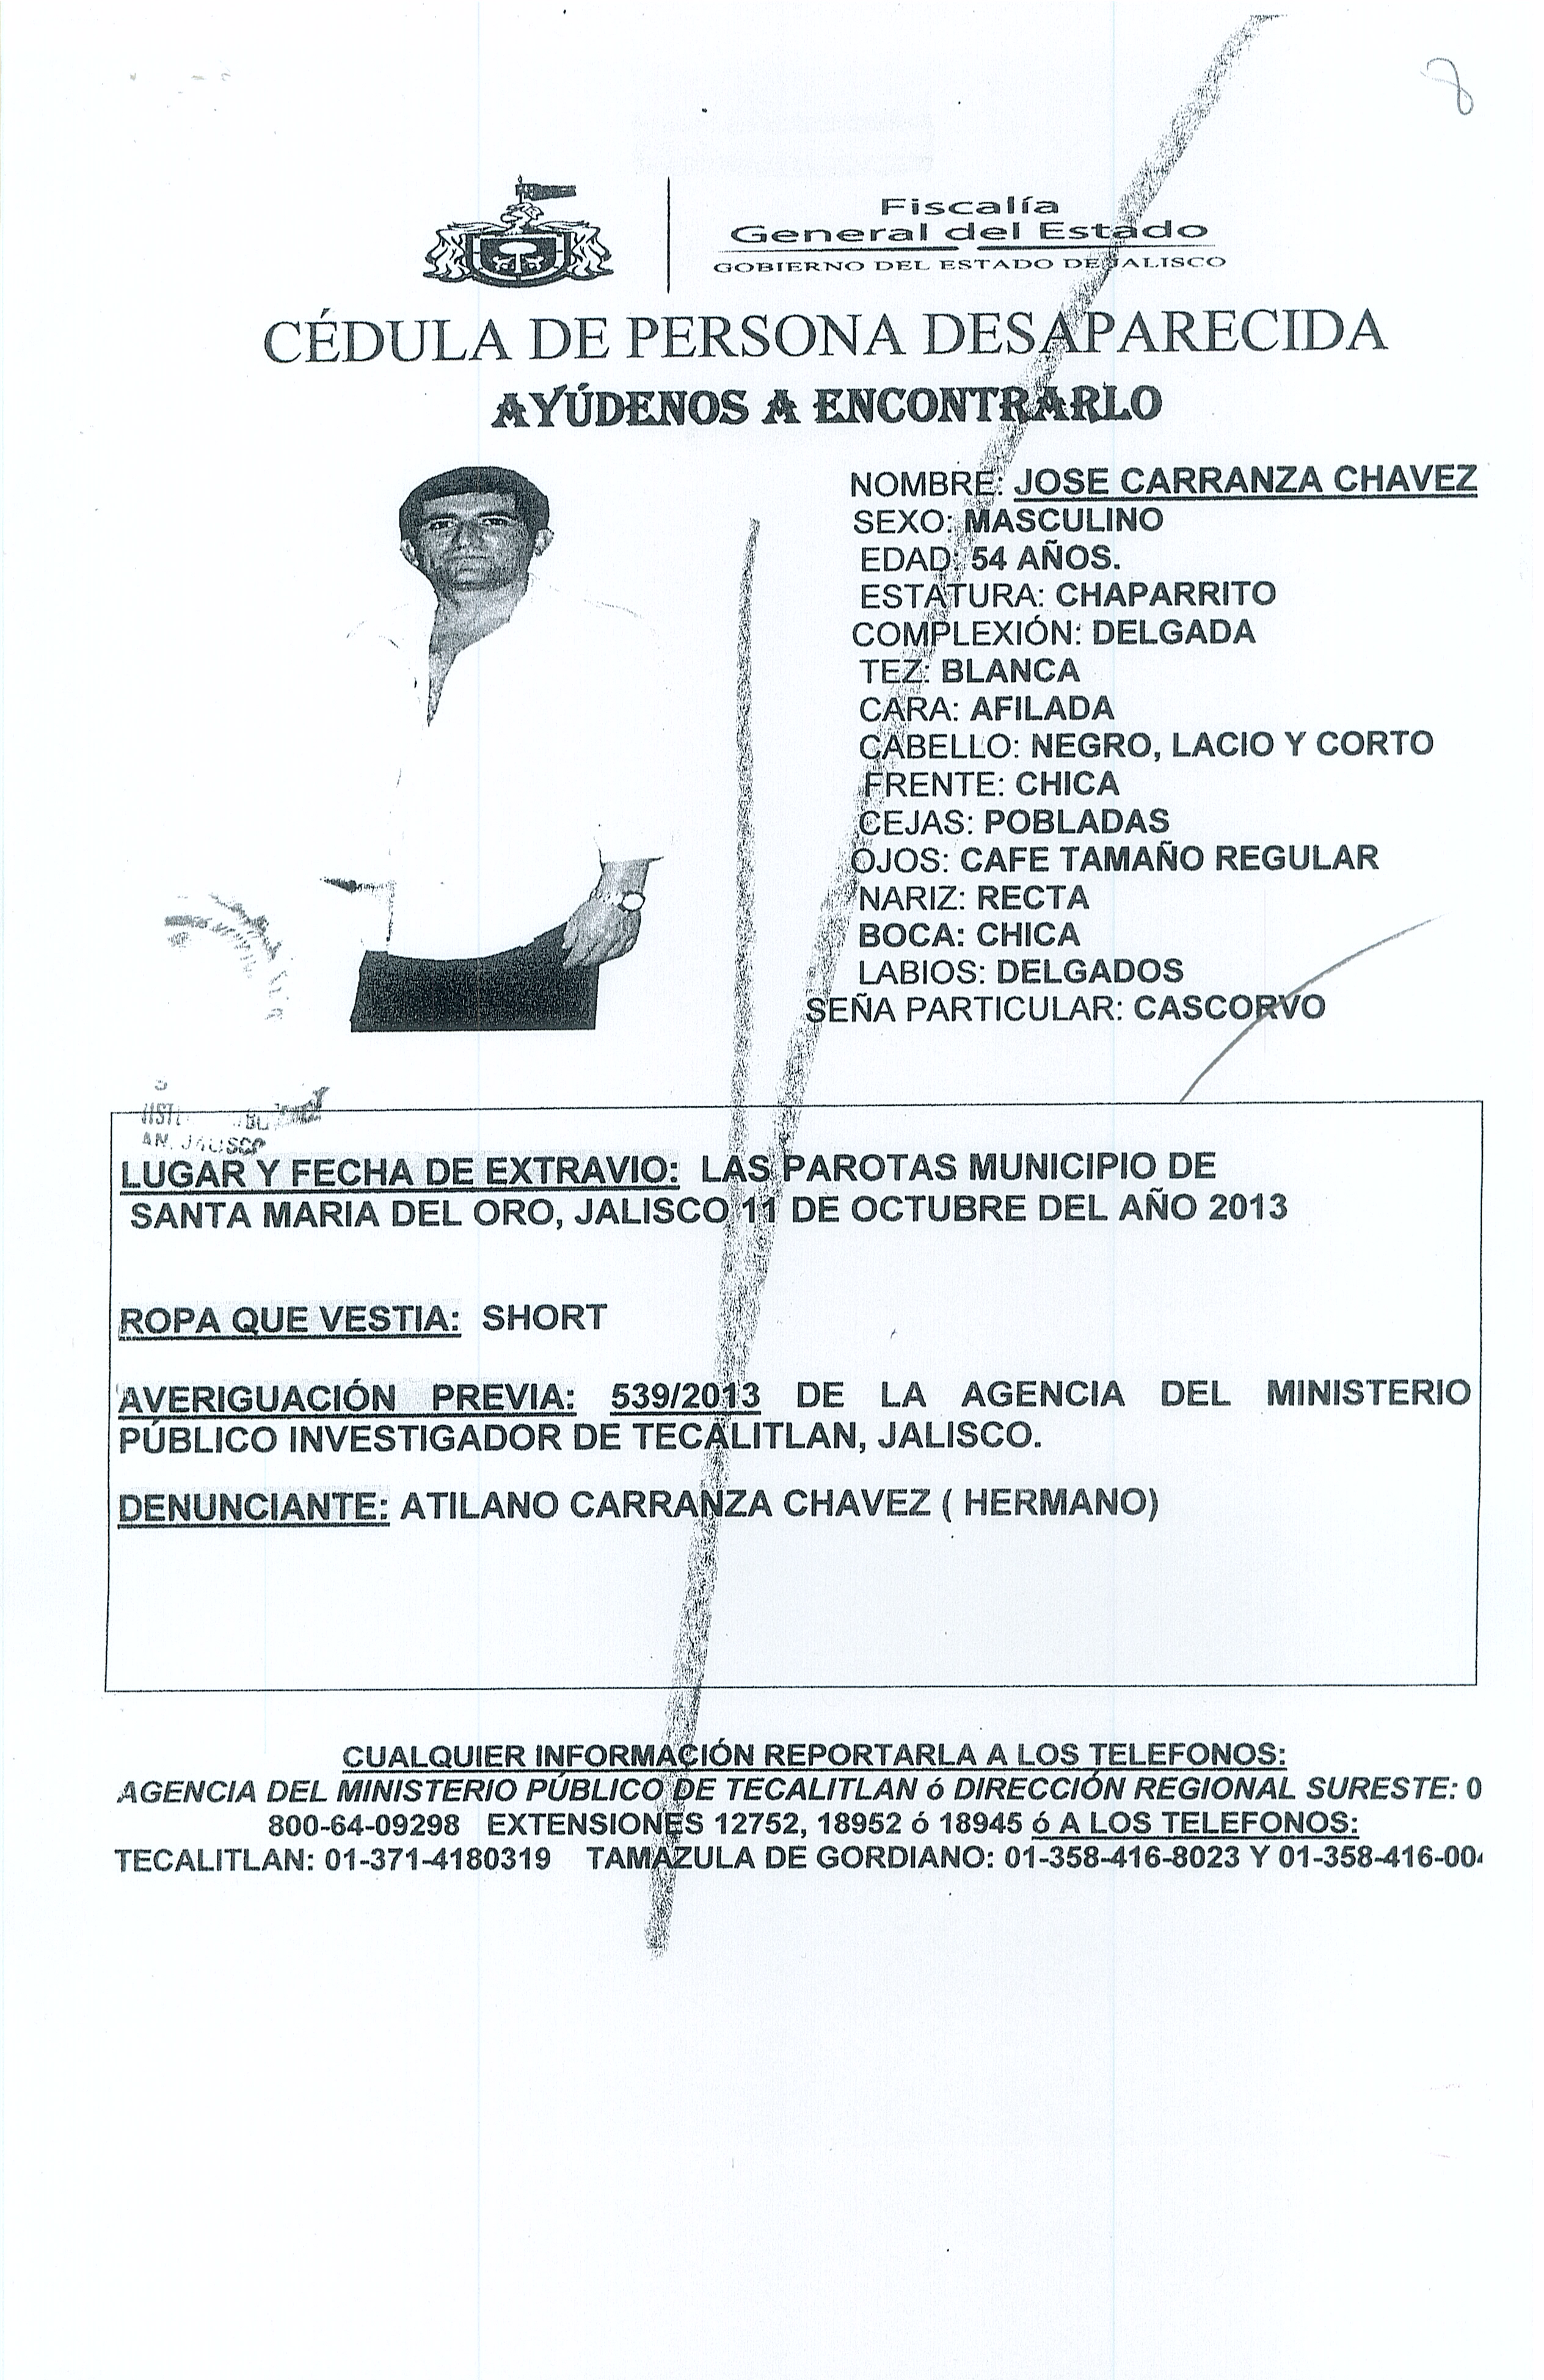 8
Fiscalía
General del Estado
GOBIERNO DEL ESTADO DE JALISCO
CÉDULA DE PERSONA DESAPARECIDA
AYÚDENOS A ENCONTRARLO
NOMBRE: JOSE CARRANZA CHAVEZ
SEXO: MASCULINO
EDAD: 54 AÑOS.
ESTATURA: CHAPARRITO
COMPLEXIÓN: DELGADA
TEZ: BLANCA
CARA: AFILADA
CABELLO: NEGRO, LACIO Y CORTO
FRENTE: CHICA
CEJAS: POBLADAS
OJOS: CAFE TAMAÑO REGULAR
NARIZ: RECTA
BOCA: CHICA
LABIOS: DELGADOS
SEÑA PARTICULAR: CASCORVO
JALISCO
LUGAR Y FECHA DE EXTRAVIO: LAS PAROTAS MUNICIPIO DE
SANTA MARIA DEL ORO, JALISCO 11 DE OCTUBRE DEL AÑO 2013
ROPA QUE VESTIA: SHORT
AVERIGUACIÓN PREVIA: 539/2013 DE LA AGENCIA DEL MINISTERIO
PÚBLICO INVESTIGADOR DE TECALITLAN, JALISCO.
DENUNCIANTE: ATILANO CARRANZA CHAVEZ ( HERMANO)
CUALQUIER INFORMACIÓN REPORTARLA A LOS TELEFONOS:
AGENCIA DEL MINISTERIO PÚBLICO DE TECALITLAN ó DIRECCIÓN REGIONAL SURESTE: 0
800-64-09298 EXTENSIONES 12752, 18952 ó 18945 ó A LOS TELEFONOS:
TECALITLAN: 01-371-4180319 TAMAZULA DE GORDIANO: 01-358-416-8023 Y 01-358-416-00